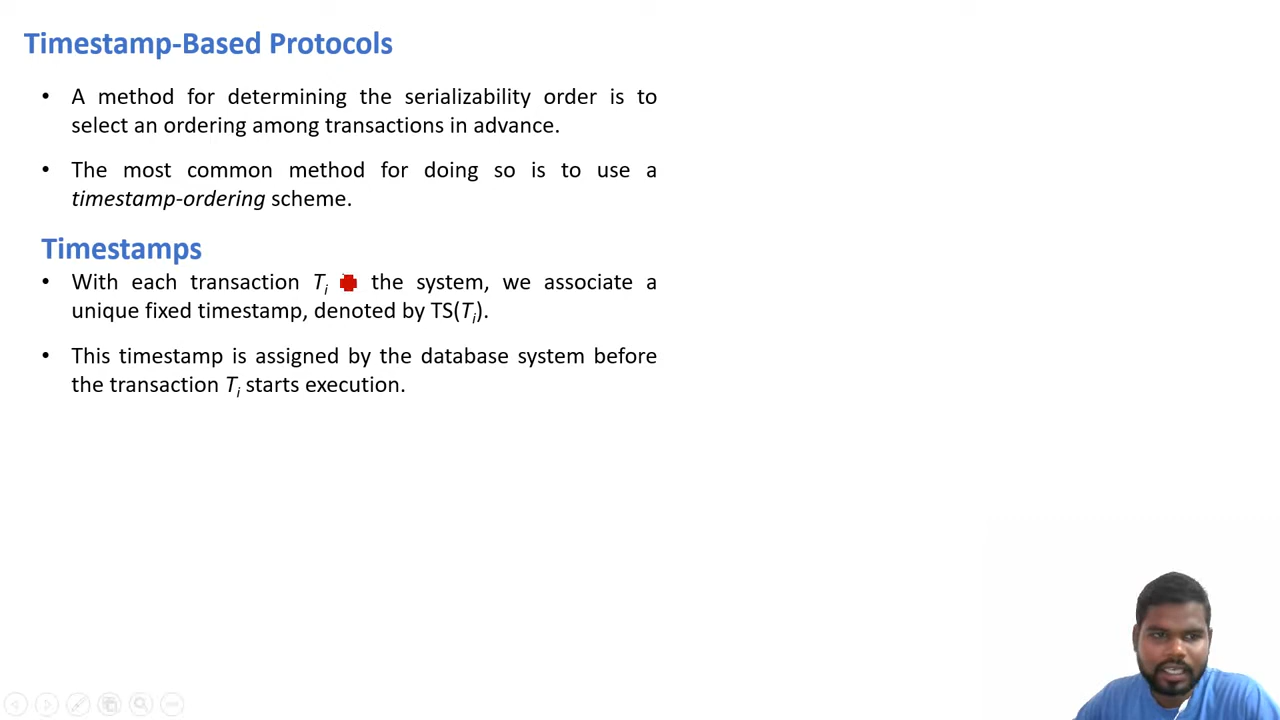 Timestamp-Based Protocols
• A method for determining the serializability order is to
select an ordering among transactions in advance.
• The most common method for doing so is to use a
timestamp-ordering scheme.
Timestamps
• With each transaction Ti the system, we associate a
unique fixed timestamp, denoted by TS(Ti).
• This timestamp is assigned by the database system before
the transaction Ti starts execution.